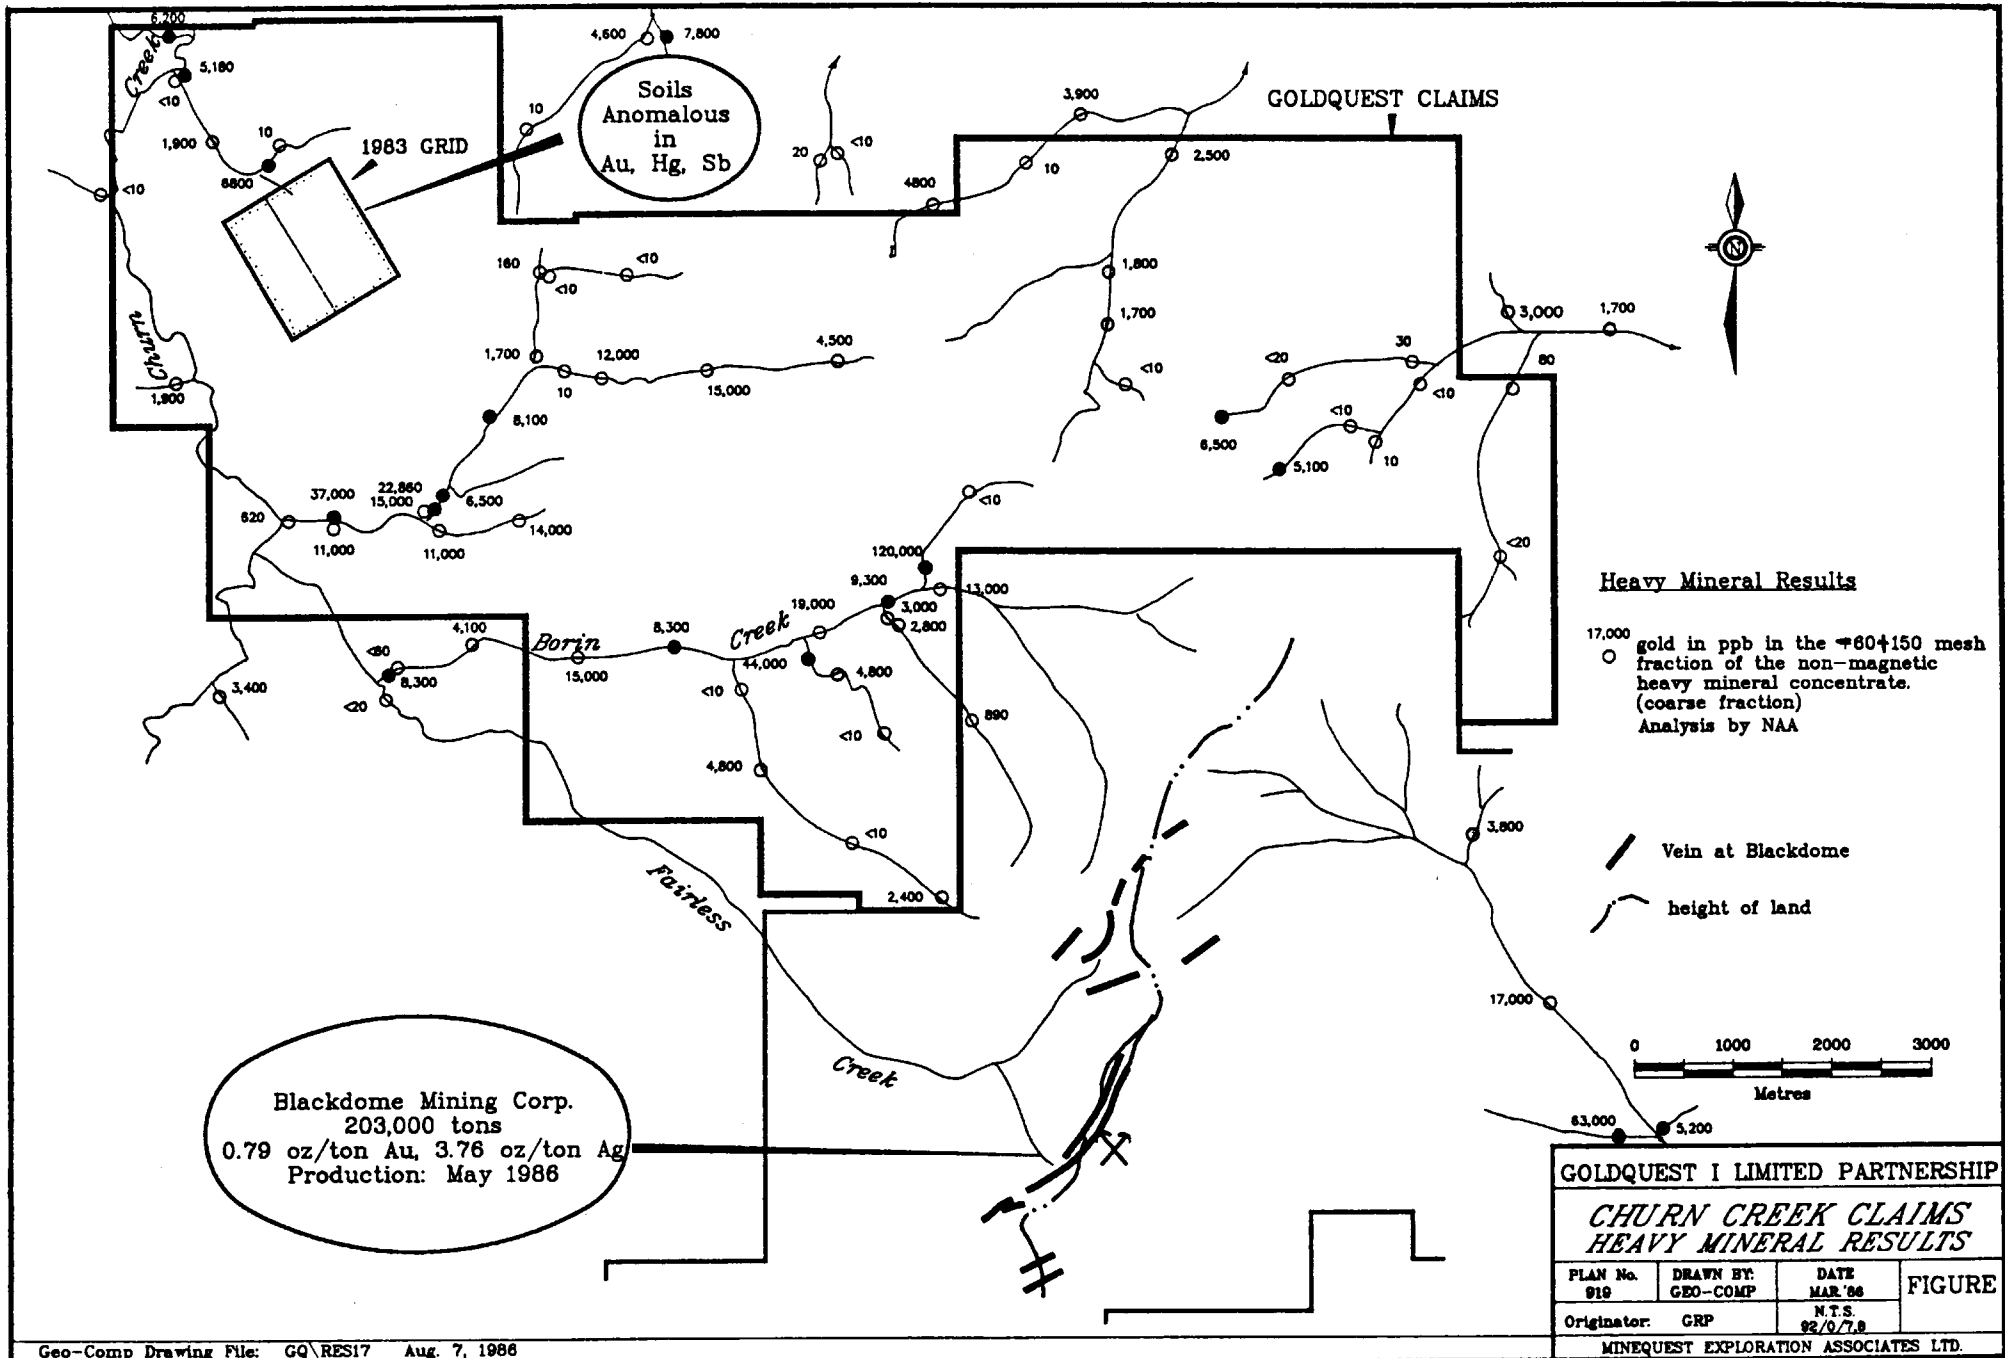 6,200
4,600
7,800
Creek
5,180
<10
Soils
Anomalous
in
Au, Hg, Sb
10
1,900
10
1983 GRID
6800
<10
20
<10
3,900
GOLDQUEST CLAIMS
2,500
10
4800
N
160
<10
<10
1,800
1,700
Churn
1,900
1,700
12,000
4,500
10
15,000
8,100
<10
3,000
1,700
30
<20
80
<10
<10
6,500
5,100
10
37,000
22,860
15,000
6,500
620
11,000
11,000
14,000
<10
120,000
9,300
13,000
<20
19,000
3,000
2,800
Borin
Creek
4,100
8,300
<60
8,300
15,000
44,000
4,800
<10
<20
3,400
890
<10
4,800
<10
2,400
Fairless
Creek
Heavy Mineral Results
17,000
gold in ppb in the -60+150 mesh
fraction of the non-magnetic
heavy mineral concentrate.
(coarse fraction)
Analysis by NAA
3,800
Vein at Blackdome
height of land
17,000
0 1000 2000 3000
Metres
63,000
5,200
Blackdome Mining Corp.
203,000 tons
0.79 oz/ton Au, 3.76 oz/ton Ag
Production: May 1986
GOLDQUEST I LIMITED PARTNERSHIP
CHURN CREEK CLAIMS
HEAVY MINERAL RESULTS
PLAN No. 919
DRAWN BY: GEO-COMP
DATE MAR.'86
FIGURE
Originator: GRP
N.T.S. 92/O/7,8
MINEQUEST EXPLORATION ASSOCIATES LTD.
Geo-Comp Drawing File: GQ\RES17 Aug. 7, 1986